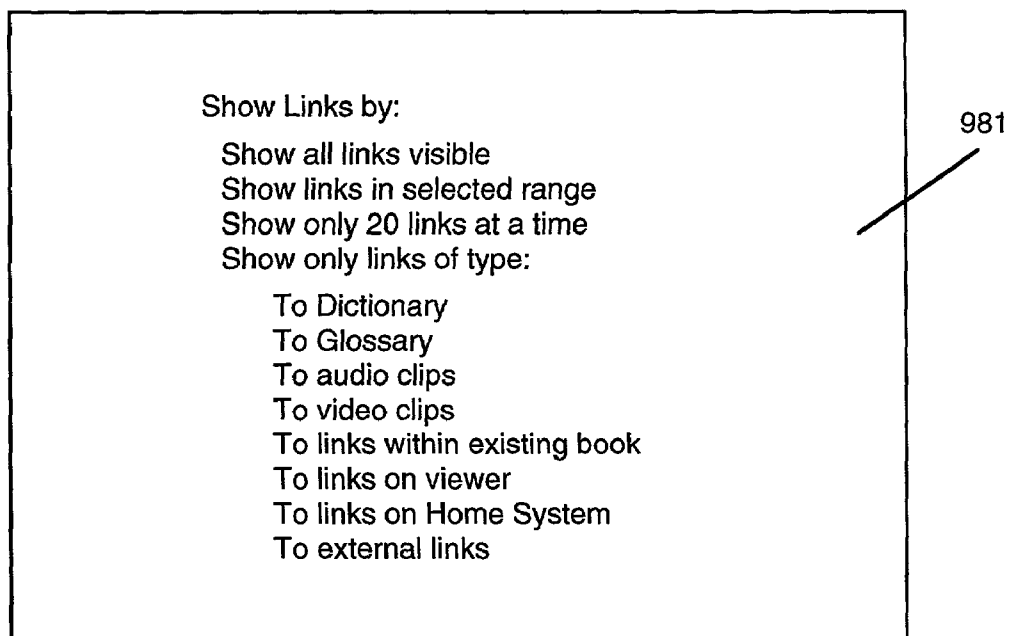 Show Links by:
981
Show all links visible
Show links in selected range
Show only 20 links at a time
Show only links of type:
To Dictionary
To Glossary
To audio clips
To video clips
To links within existing book
To links on viewer
To links on Home System
To external links